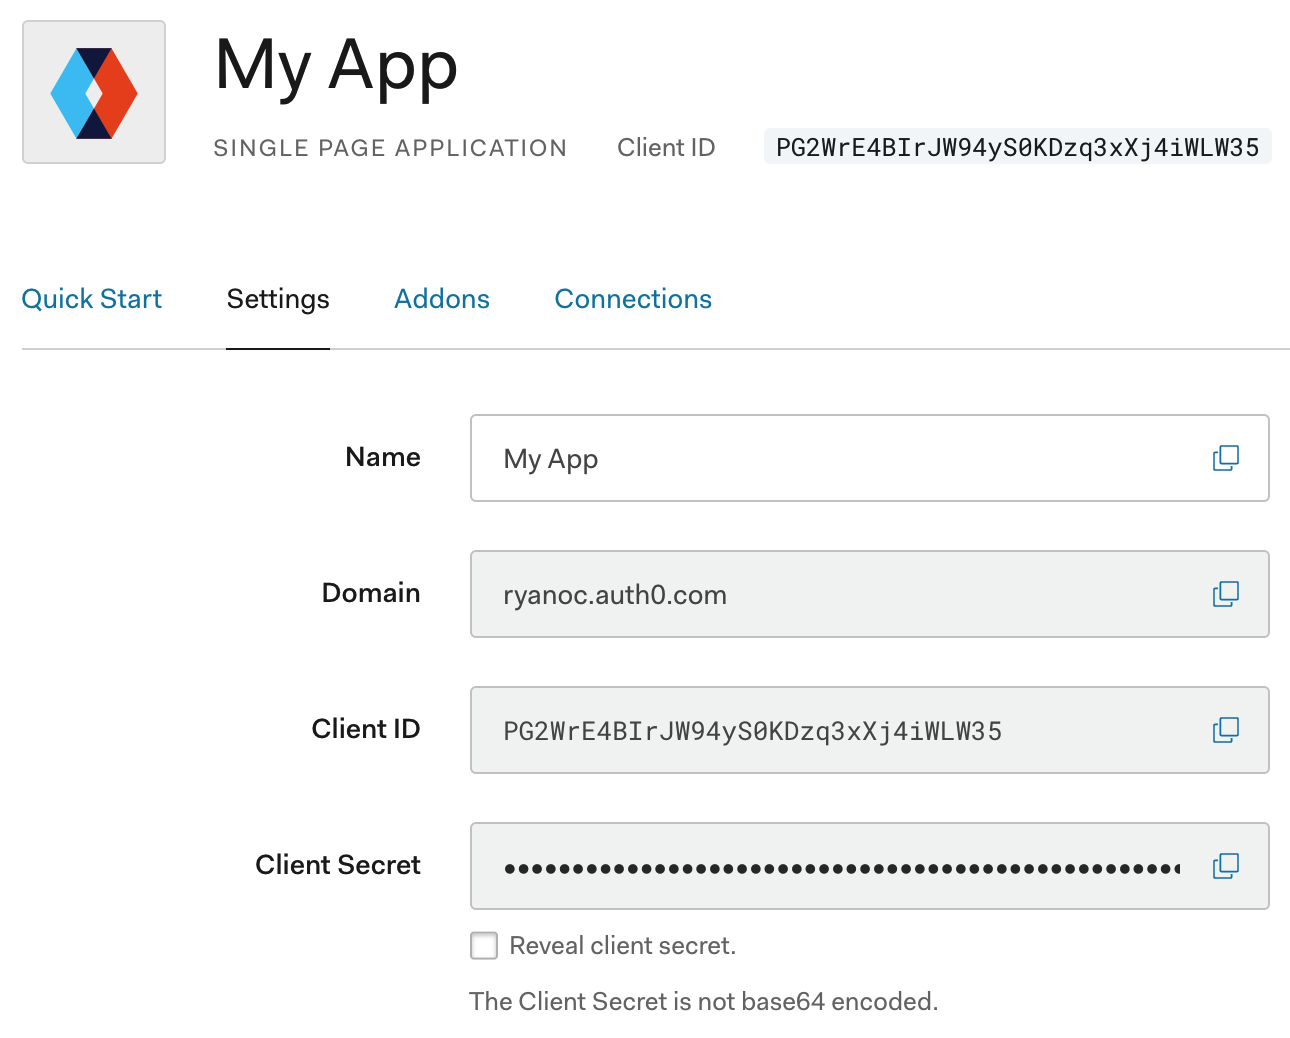 My App
SINGLE PAGE APPLICATION Client ID PG2WrE4BIrJW94yS0KDzq3xXj4iWLW35
Quick Start Settings Addons Connections
Name My App
Domain ryanoc.auth0.com
Client ID PG2WrE4BIrJW94yS0KDzq3xXj4iWLW35
Client Secret ••••••••••••••••••••••••••••••••••••••••••••••••••
Reveal client secret.
The Client Secret is not base64 encoded.